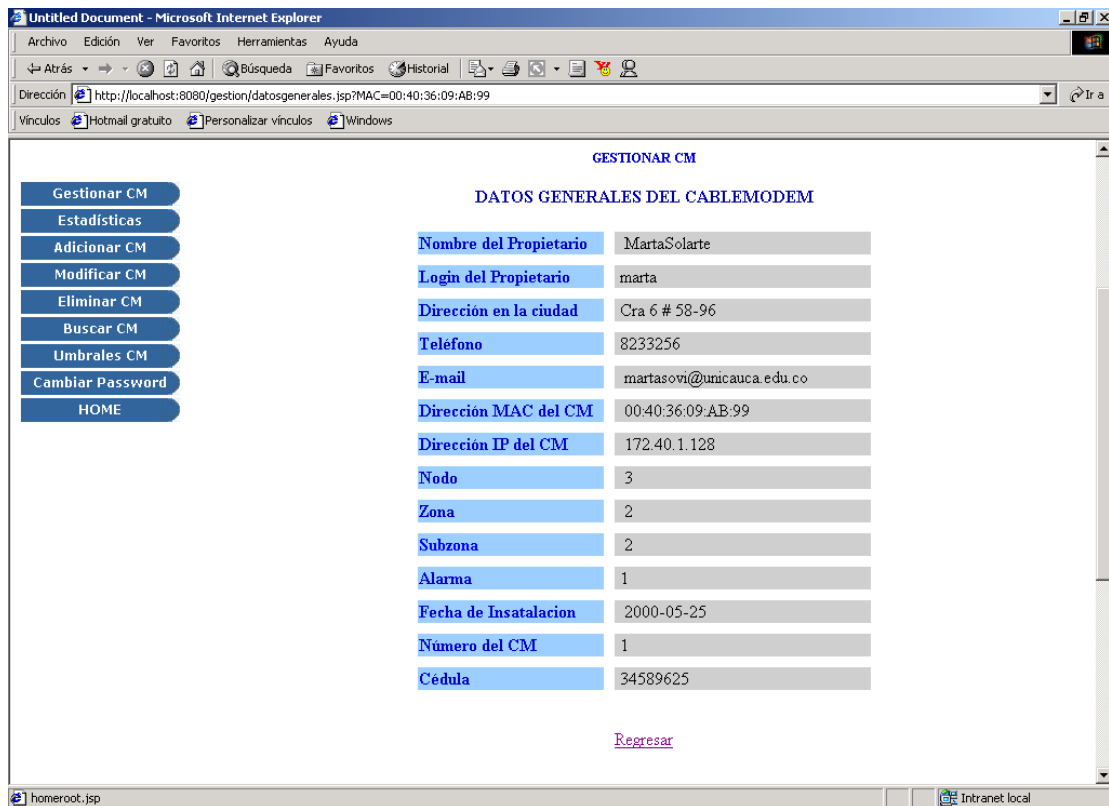 Untitled Document - Microsoft Internet Explorer
Archivo Edición Ver Favoritos Herramientas Ayuda
Atrás Búsqueda Favoritos Historial
Dirección http://localhost:8080/gestion/datosgenerales.jsp?MAC=00:40:36:09:AB:99 Ir a
Vínculos Hotmail gratuito Personalizar vínculos Windows
GESTIONAR CM
Gestionar CM
Estadísticas
Adicionar CM
Modificar CM
Eliminar CM
Buscar CM
Umbrales CM
Cambiar Password
HOME
DATOS GENERALES DEL CABLEMODEM
Nombre del Propietario MartaSolarte
Login del Propietario marta
Dirección en la ciudad Cra 6 # 58-96
Teléfono 8233256
E-mail martasovi@unicauca.edu.co
Dirección MAC del CM 00:40:36:09:AB:99
Dirección IP del CM 172.40.1.128
Nodo 3
Zona 2
Subzona 2
Alarma 1
Fecha de Insatalacion 2000-05-25
Número del CM 1
Cédula 34589625
Regresar
homeroot.jsp Intranet local